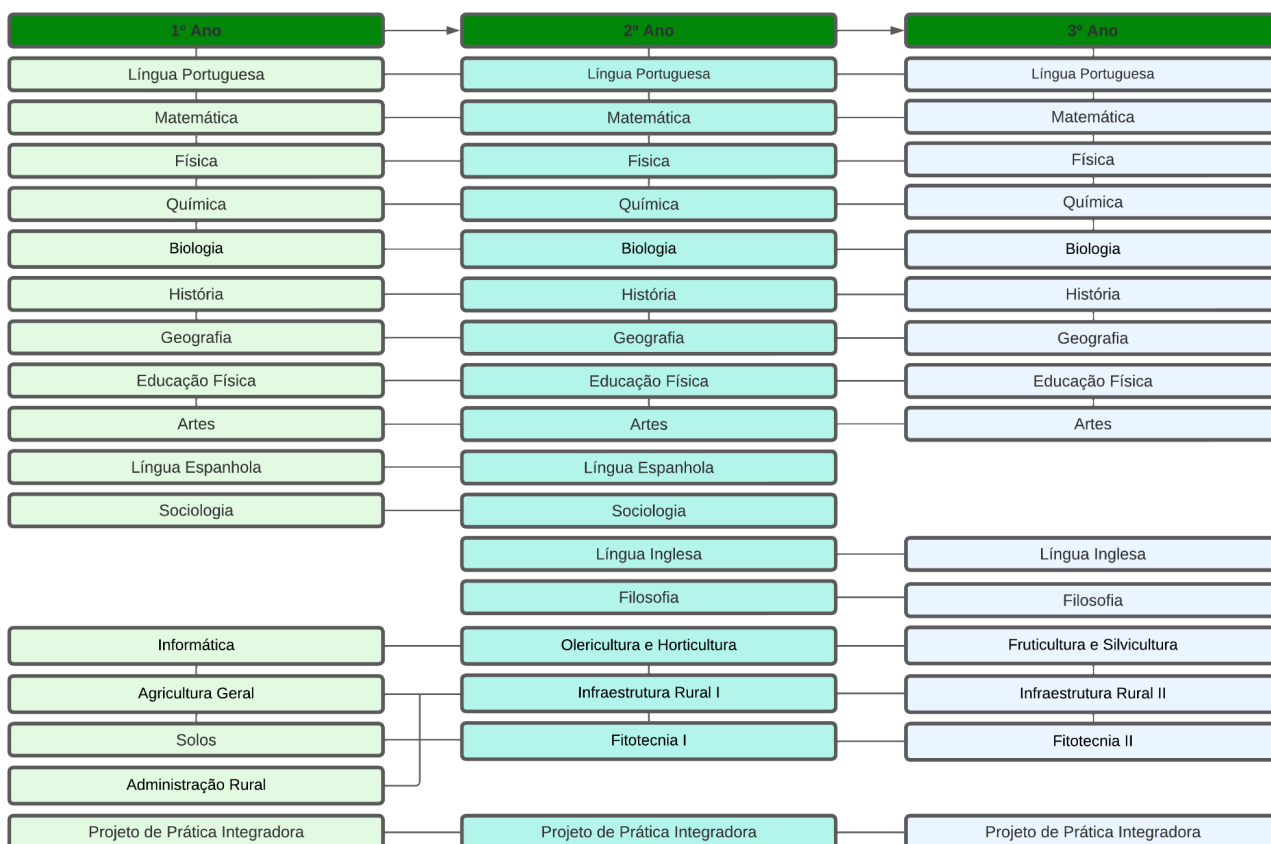 1º Ano
2º Ano
3º Ano
Língua Portuguesa
Língua Portuguesa
Língua Portuguesa
Matemática
Matemática
Matemática
Física
Fisica
Física
Química
Química
Química
Biologia
Biologia
Biologia
História
História
História
Geografia
Geografia
Geografia
Educação Física
Educação Física
Educação Física
Artes
Artes
Artes
Língua Espanhola
Língua Espanhola
Sociologia
Sociologia
Língua Inglesa
Língua Inglesa
Filosofia
Filosofia
Informática
Olericultura e Horticultura
Fruticultura e Silvicultura
Agricultura Geral
Infraestrutura Rural I
Infraestrutura Rural II
Solos
Fitotecnia I
Fitotecnia II
Administração Rural
Projeto de Prática Integradora
Projeto de Prática Integradora
Projeto de Prática Integradora